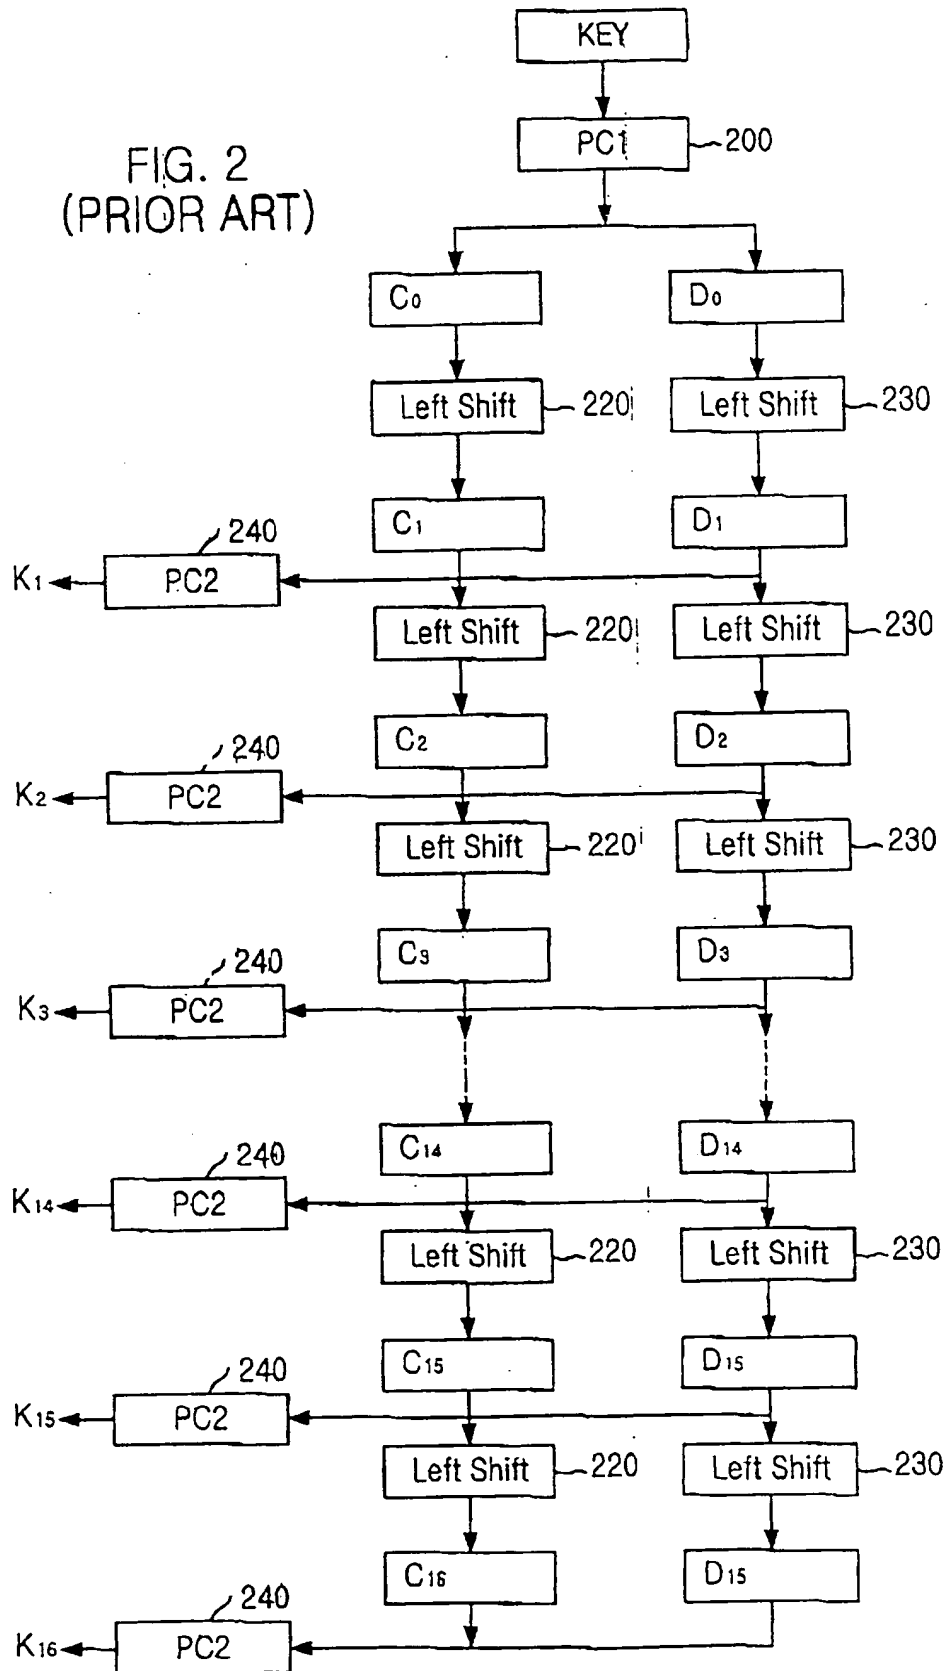 KEY
PC1 200
FIG. 2
(PRIOR ART)
C0 D0
Left Shift 220 Left Shift 230
C1 D1
240
K1 PC2
Left Shift 220 Left Shift 230
C2 D2
240
K2 PC2
Left Shift 220 Left Shift 230
C3 D3
240
K3 PC2
C14 D14
240
K14 PC2
Left Shift 220 Left Shift 230
C15 D15
240
K15 PC2
Left Shift 220 Left Shift 230
C16 D15
240
K16 PC2